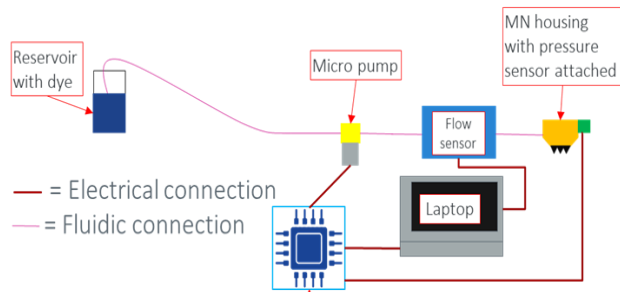 Reservoir
with dye
Micro pump
MN housing
with pressure
sensor attached
Flow
sensor
Laptop
= Electrical connection
= Fluidic connection